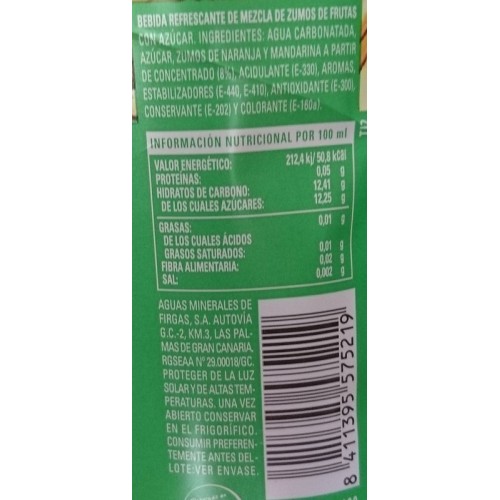 BEBIDA REFRESCANTE DE MEZCLA DE ZUMOS DE FRUTAS
CON AZÚCAR. INGREDIENTES: AGUA CARBONATADA,
AZÚCAR, ZUMOS DE NARANJA Y MANDARINA A PARTIR
DE CONCENTRADO (8%), ACIDULANTE (E-330), AROMAS,
ESTABILIZADORES (E-440, E-410), ANTIOXIDANTE (E-300),
CONSERVANTE (E-202) Y COLORANTE (E-160a).
INFORMACIÓN NUTRICIONAL POR 100 ml
VALOR ENERGÉTICO: 212,4 kj/ 50,8 kcal
PROTEÍNAS: 0,05 g
HIDRATOS DE CARBONO: 12,41 g
DE LOS CUALES AZÚCARES: 12,25 g
GRASAS: 0,01 g
DE LOS CUALES ÁCIDOS
GRASOS SATURADOS: 0,01 g
FIBRA ALIMENTARIA: 0,02 g
SAL: 0,002 g
AGUAS MINERALES DE
FIRGAS, S.A. AUTOVÍA
G.C.-2, KM.3, LAS PAL-
MAS DE GRAN CANARIA,
RGSEAA Nº 29.00018/GC.
PROTEGER DE LA LUZ
SOLAR Y DE ALTAS TEM-
PERATURAS. UNA VEZ
ABIERTO CONSERVAR
EN EL FRIGORÍFICO.
CONSUMIR PREFEREN-
TEMENTE ANTES DEL-
LOTE:VER ENVASE.
8 411395 575219